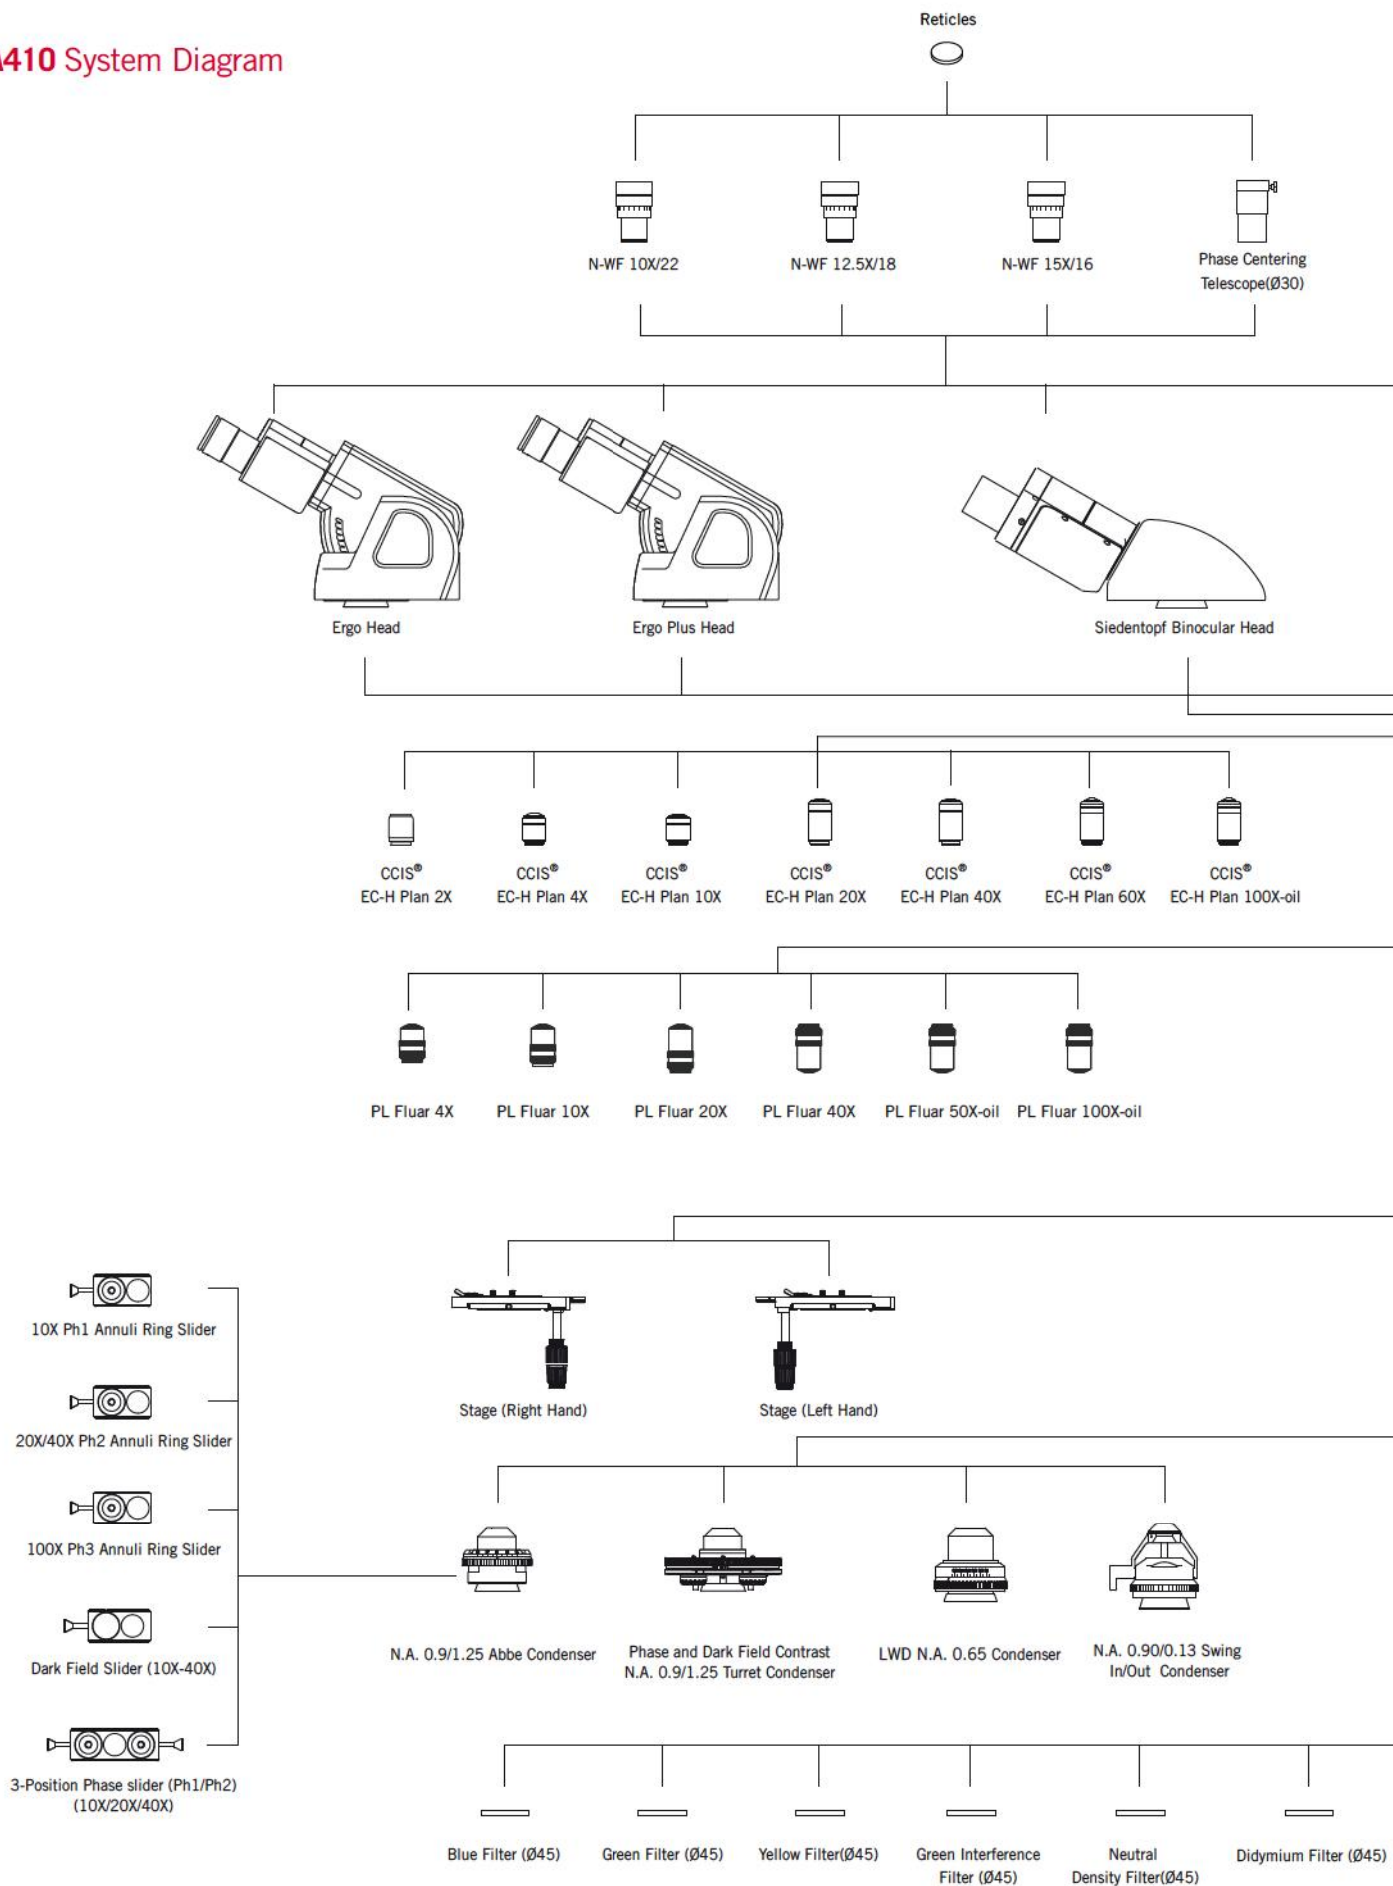 A410 System Diagram
Reticles
N-WF 10X/22
N-WF 12.5X/18
N-WF 15X/16
Phase Centering
Telescope(Ø30)
Ergo Head
Ergo Plus Head
Siedentopf Binocular Head
CCIS®
EC-H Plan 2X
CCIS®
EC-H Plan 4X
CCIS®
EC-H Plan 10X
CCIS®
EC-H Plan 20X
CCIS®
EC-H Plan 40X
CCIS®
EC-H Plan 60X
CCIS®
EC-H Plan 100X-oil
PL Fluar 4X
PL Fluar 10X
PL Fluar 20X
PL Fluar 40X
PL Fluar 50X-oil
PL Fluar 100X-oil
10X Ph1 Annuli Ring Slider
20X/40X Ph2 Annuli Ring Slider
100X Ph3 Annuli Ring Slider
Dark Field Slider (10X-40X)
3-Position Phase slider (Ph1/Ph2)
(10X/20X/40X)
Stage (Right Hand)
Stage (Left Hand)
N.A. 0.9/1.25 Abbe Condenser
Phase and Dark Field Contrast
N.A. 0.9/1.25 Turret Condenser
LWD N.A. 0.65 Condenser
N.A. 0.90/0.13 Swing
In/Out Condenser
Blue Filter (Ø45)
Green Filter (Ø45)
Yellow Filter(Ø45)
Green Interference
Filter (Ø45)
Neutral
Density Filter(Ø45)
Didymium Filter (Ø45)